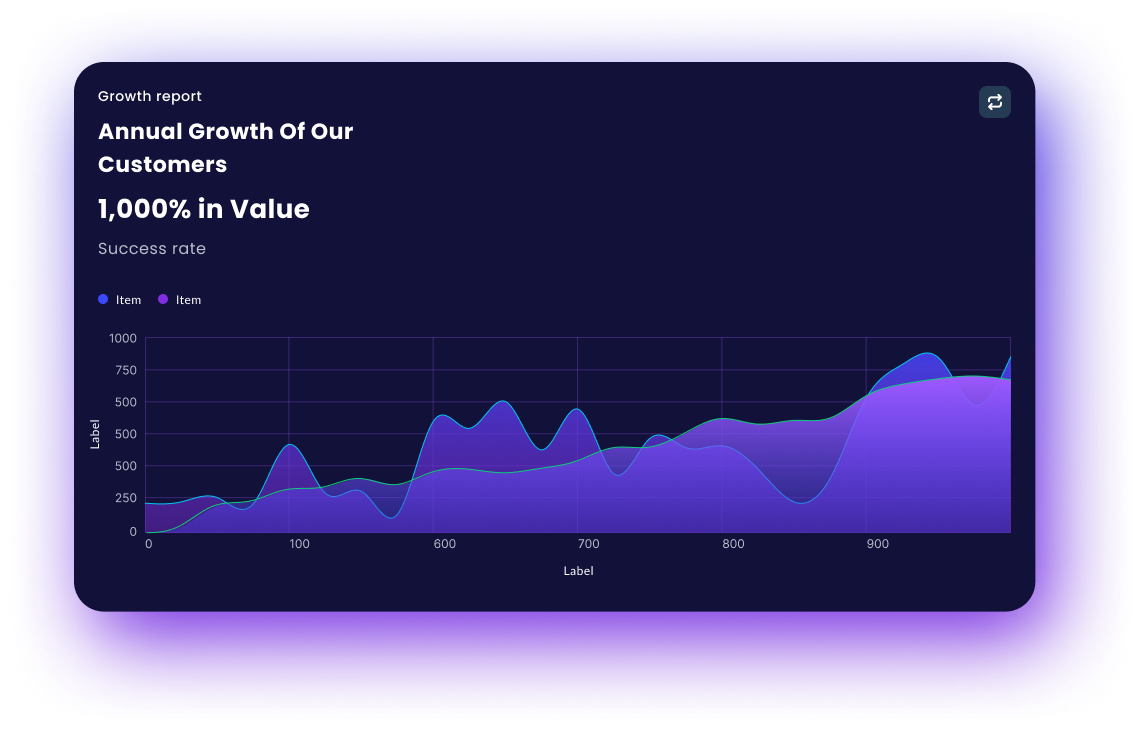 Growth report
Annual Growth Of Our
Customers
1,000% in Value
Success rate
Item Item
1000
750
500
500
500
250
0
Label
0 100 600 700 800 900
Label